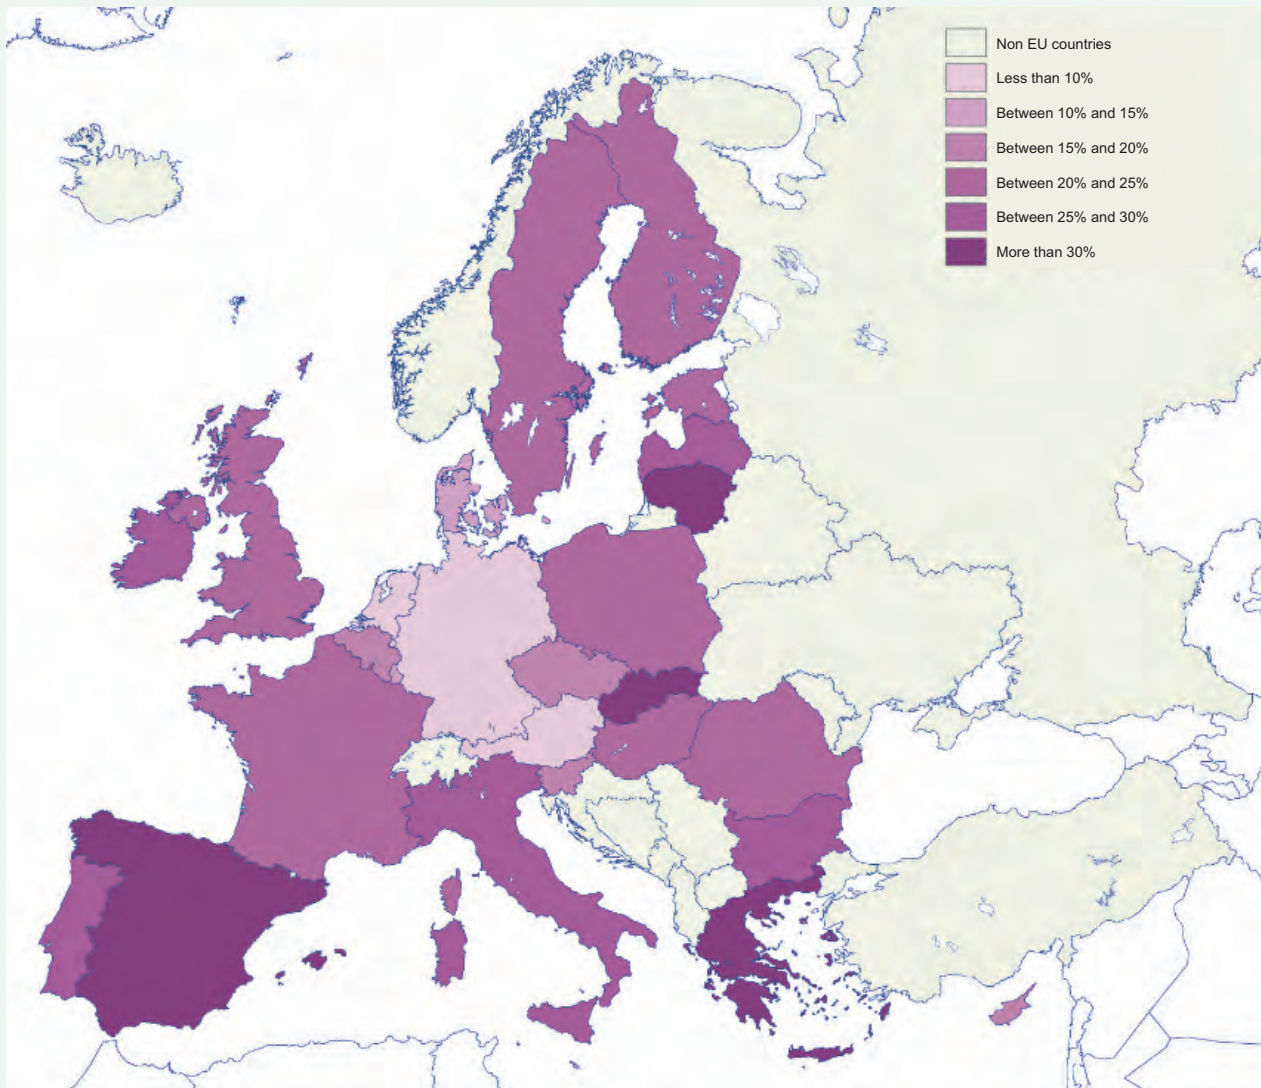 Non EU countries
Less than 10%
Between 10% and 15%
Between 15% and 20%
Between 20% and 25%
Between 25% and 30%
More than 30%